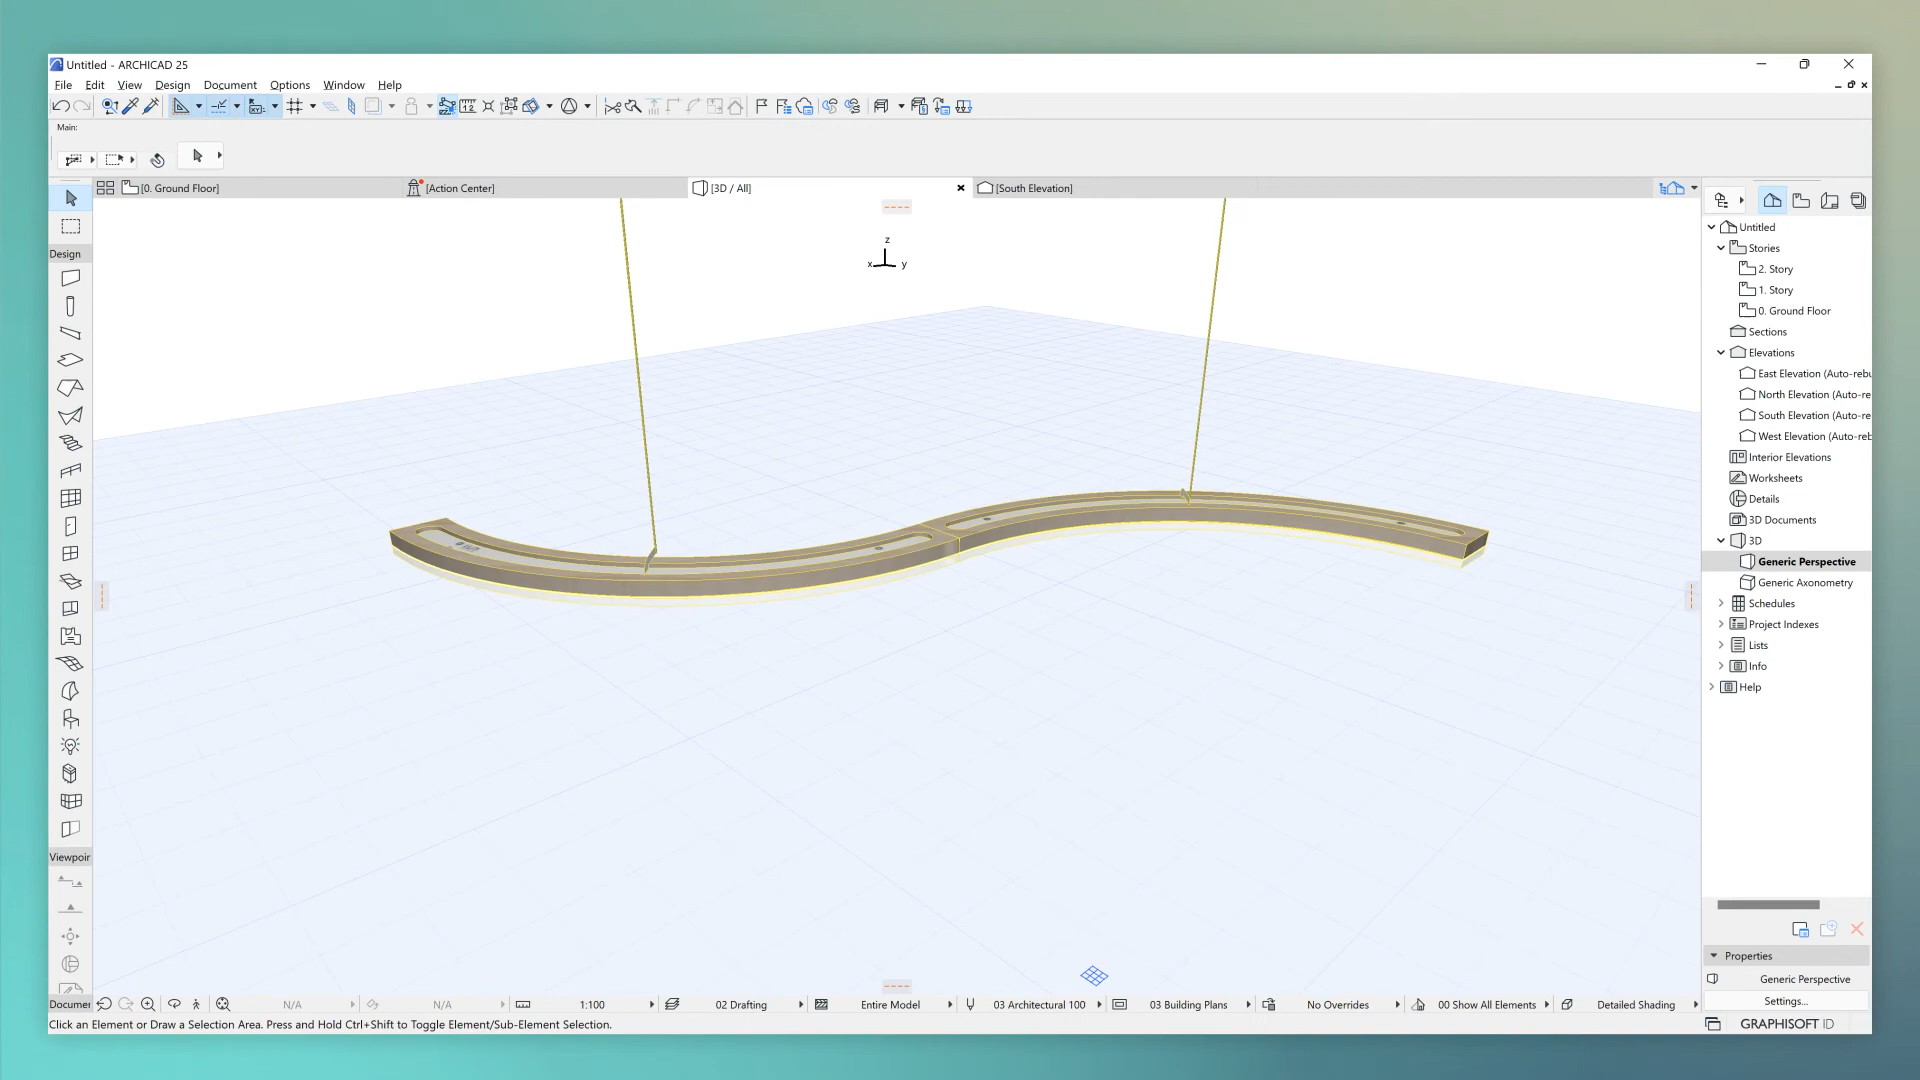 Untitled - ARCHICAD 25
File Edit View Design Document Options Window Help
Main:
[0. Ground Floor] [Action Center] [3D / All] [South Elevation]
Design
z
x y
Untitled
Stories
2. Story
1. Story
0. Ground Floor
Sections
Elevations
East Elevation (Auto-rebu
North Elevation (Auto-re
South Elevation (Auto-re
West Elevation (Auto-reb
Interior Elevations
Worksheets
Details
3D Documents
3D
Generic Perspective
Generic Axonometry
Schedules
Project Indexes
Lists
Info
Help
Viewpoir
Properties
Generic Perspective
Settings...
Documer N/A N/A 1:100 02 Drafting Entire Model 03 Architectural 100 03 Building Plans No Overrides 00 Show All Elements Detailed Shading
Click an Element or Draw a Selection Area. Press and Hold Ctrl+Shift to Toggle Element/Sub-Element Selection.
GRAPHISOFT ID